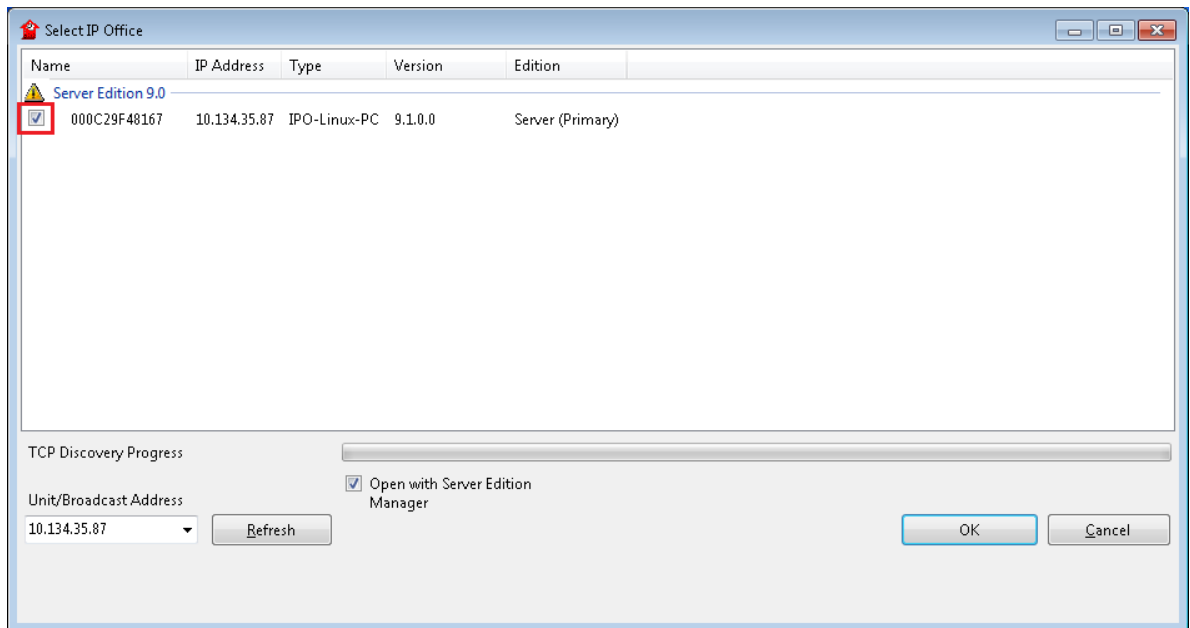 Select IP Office
Name IP Address Type Version Edition
Server Edition 9.0
000C29F48167 10.134.35.87 IPO-Linux-PC 9.1.0.0 Server (Primary)
TCP Discovery Progress
Open with Server Edition
Manager
Unit/Broadcast Address
10.134.35.87 Refresh OK Cancel